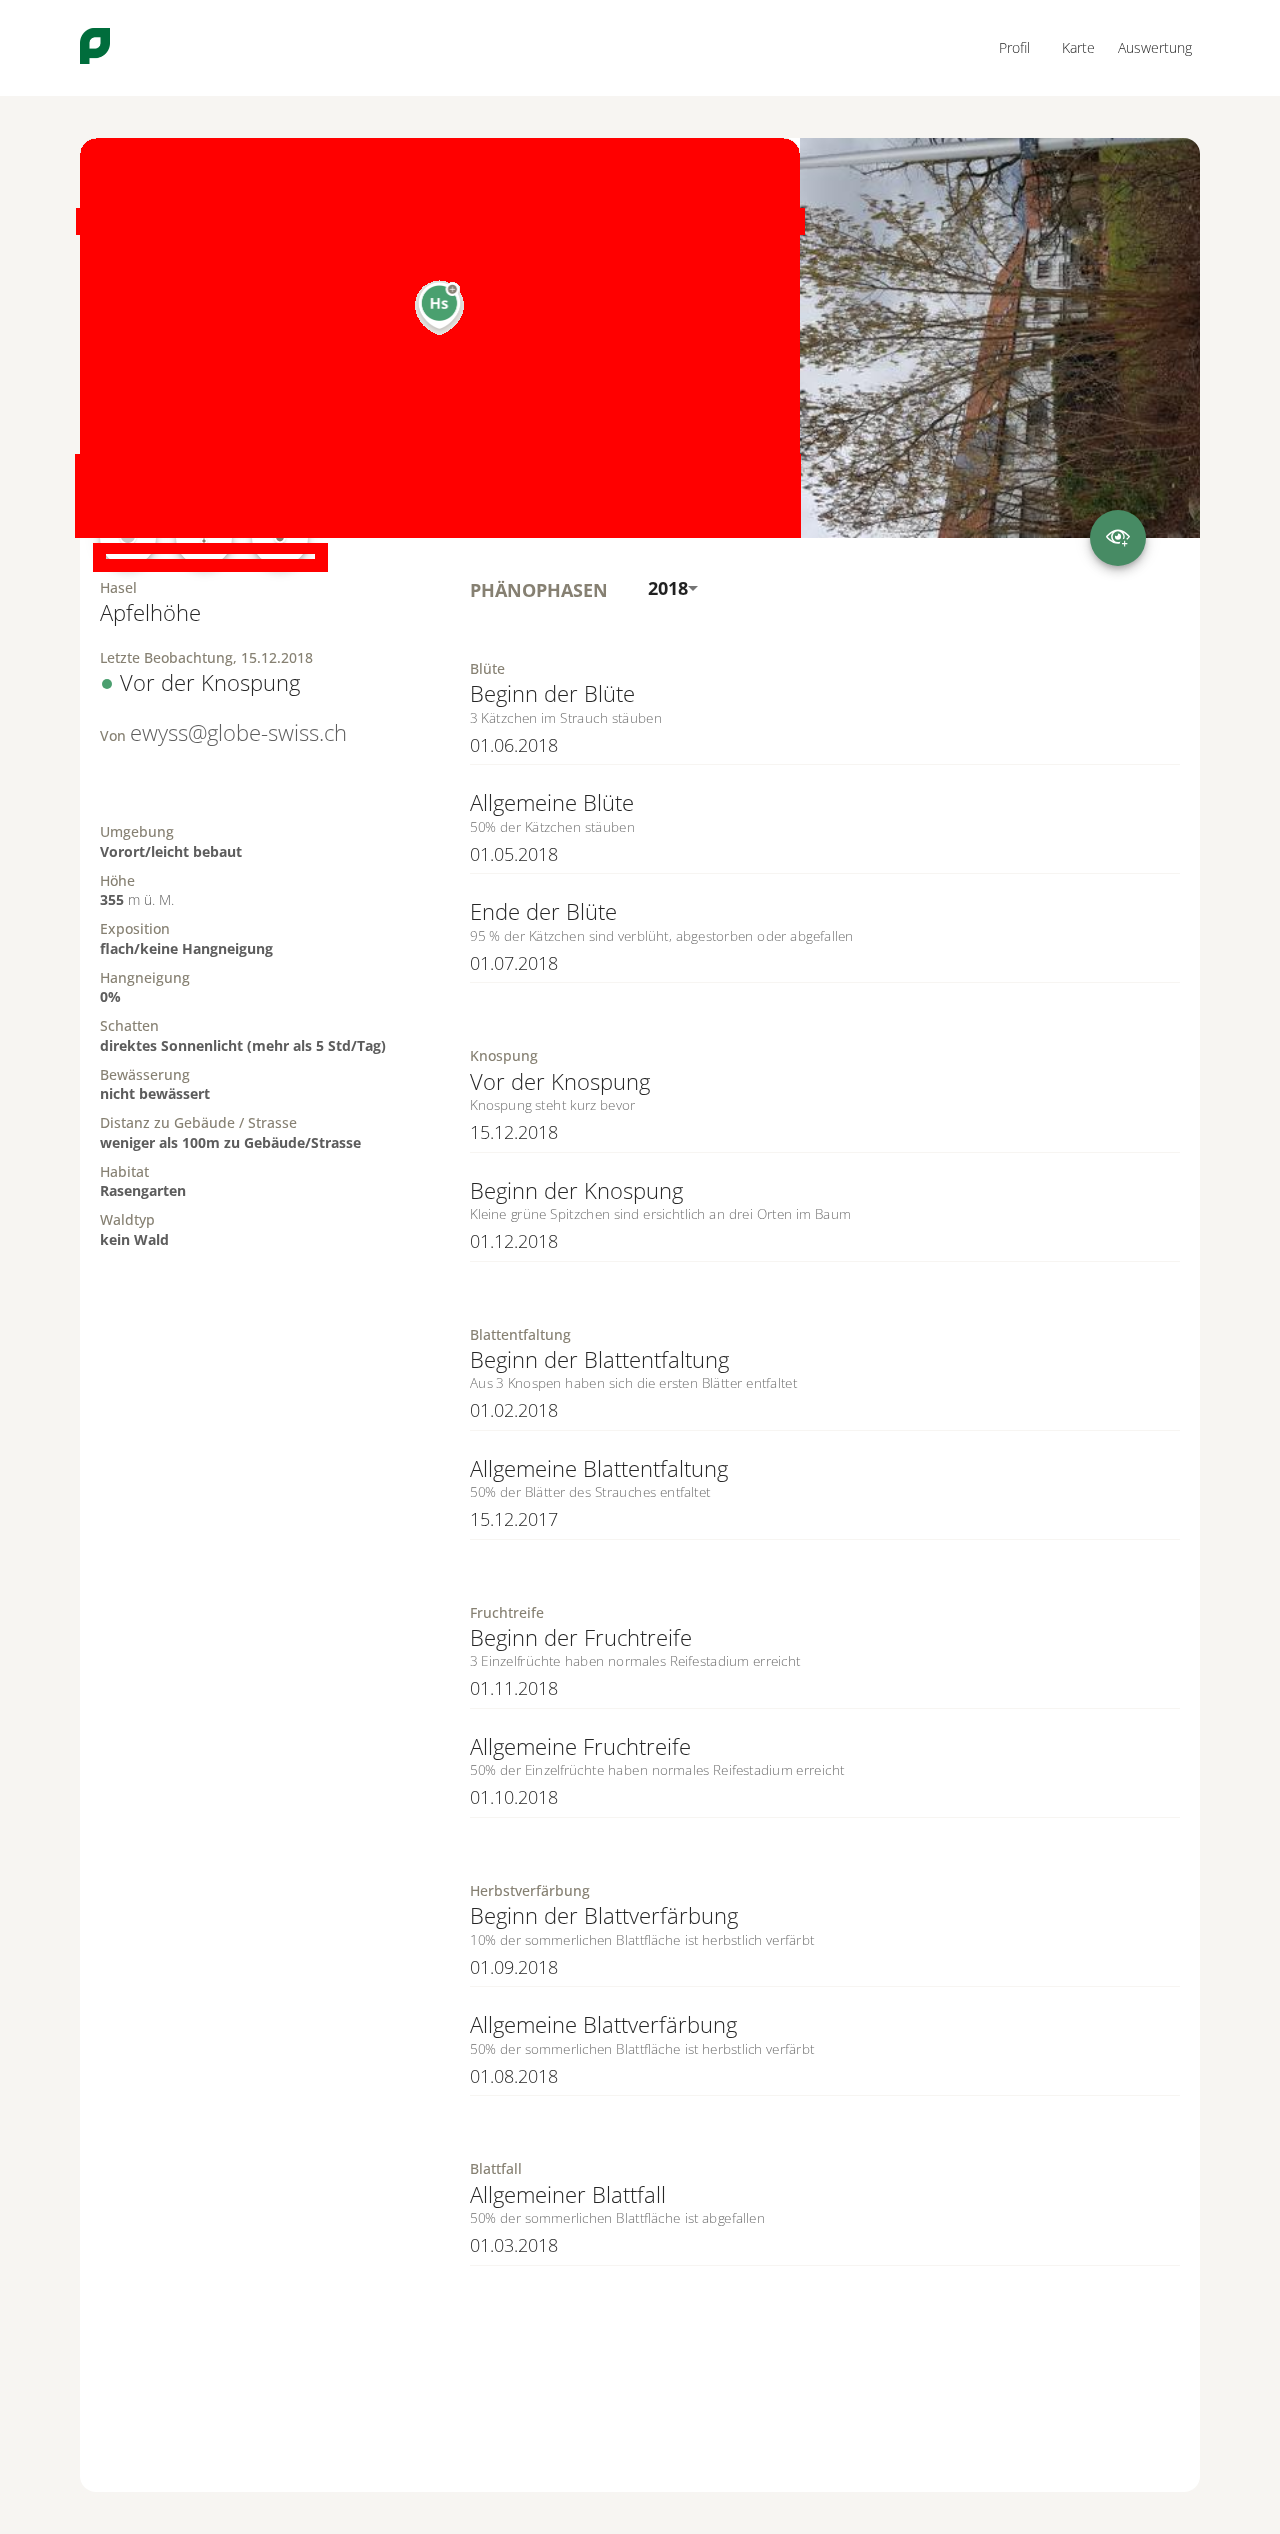 Profil Karte Auswertung
Hs
Hasel
Apfelhöhe
Letzte Beobachtung, 15.12.2018
Vor der Knospung
Von ewyss@globe-swiss.ch
Umgebung
Vorort/leicht bebaut
Höhe
355 m ü. M.
Exposition
flach/keine Hangneigung
Hangneigung
0%
Schatten
direktes Sonnenlicht (mehr als 5 Std/Tag)
Bewässerung
nicht bewässert
Distanz zu Gebäude / Strasse
weniger als 100m zu Gebäude/Strasse
Habitat
Rasengarten
Waldtyp
kein Wald
PHÄNOPHASEN 2018
Blüte
Beginn der Blüte
3 Kätzchen im Strauch stäuben
01.06.2018
Allgemeine Blüte
50% der Kätzchen stäuben
01.05.2018
Ende der Blüte
95 % der Kätzchen sind verblüht, abgestorben oder abgefallen
01.07.2018
Knospung
Vor der Knospung
Knospung steht kurz bevor
15.12.2018
Beginn der Knospung
Kleine grüne Spitzchen sind ersichtlich an drei Orten im Baum
01.12.2018
Blattentfaltung
Beginn der Blattentfaltung
Aus 3 Knospen haben sich die ersten Blätter entfaltet
01.02.2018
Allgemeine Blattentfaltung
50% der Blätter des Strauches entfaltet
15.12.2017
Fruchtreife
Beginn der Fruchtreife
3 Einzelfrüchte haben normales Reifestadium erreicht
01.11.2018
Allgemeine Fruchtreife
50% der Einzelfrüchte haben normales Reifestadium erreicht
01.10.2018
Herbstverfärbung
Beginn der Blattverfärbung
10% der sommerlichen Blattfläche ist herbstlich verfärbt
01.09.2018
Allgemeine Blattverfärbung
50% der sommerlichen Blattfläche ist herbstlich verfärbt
01.08.2018
Blattfall
Allgemeiner Blattfall
50% der sommerlichen Blattfläche ist abgefallen
01.03.2018